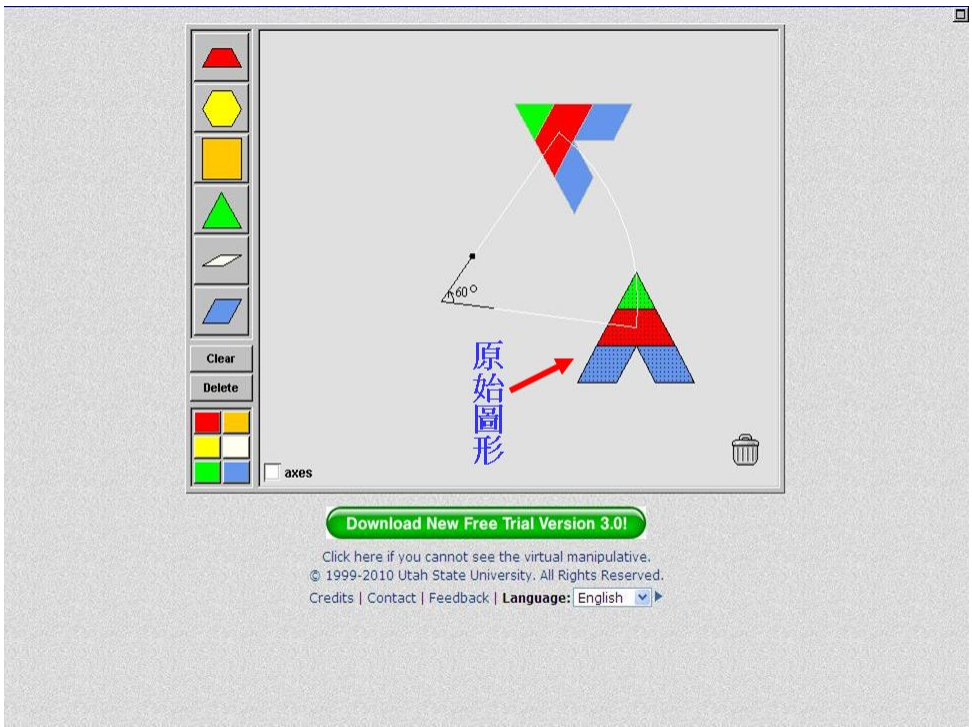 60°
原始圖形
Clear
Delete
axes
Download New Free Trial Version 3.0!
Click here if you cannot see the virtual manipulative.
© 1999-2010 Utah State University. All Rights Reserved.
Credits | Contact | Feedback | Language: English